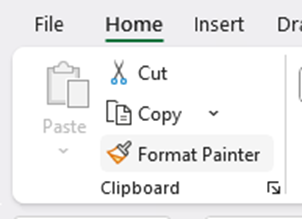 File Home Insert Dra
Cut
Copy
Paste
Format Painter
Clipboard